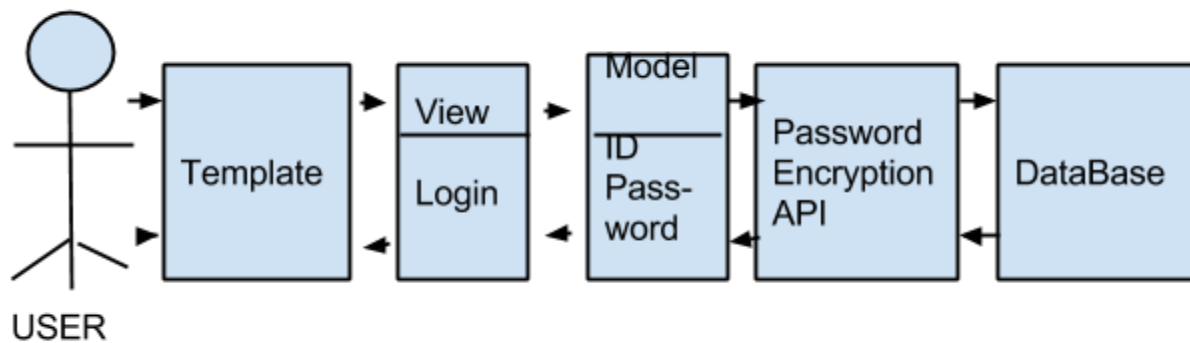 USER
Template
View
Login
Model
ID
Pass-
word
Password
Encryption
API
DataBase